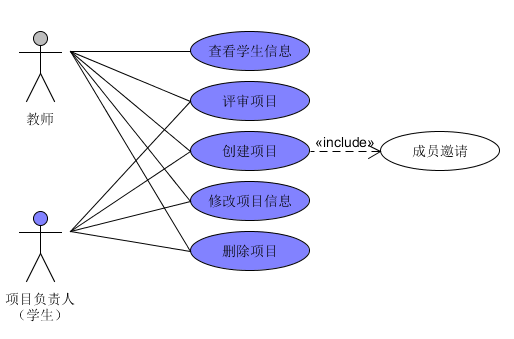 查看学生信息
教师
评审项目
创建项目
«include»
成员邀请
修改项目信息
删除项目
项目负责人
（学生）